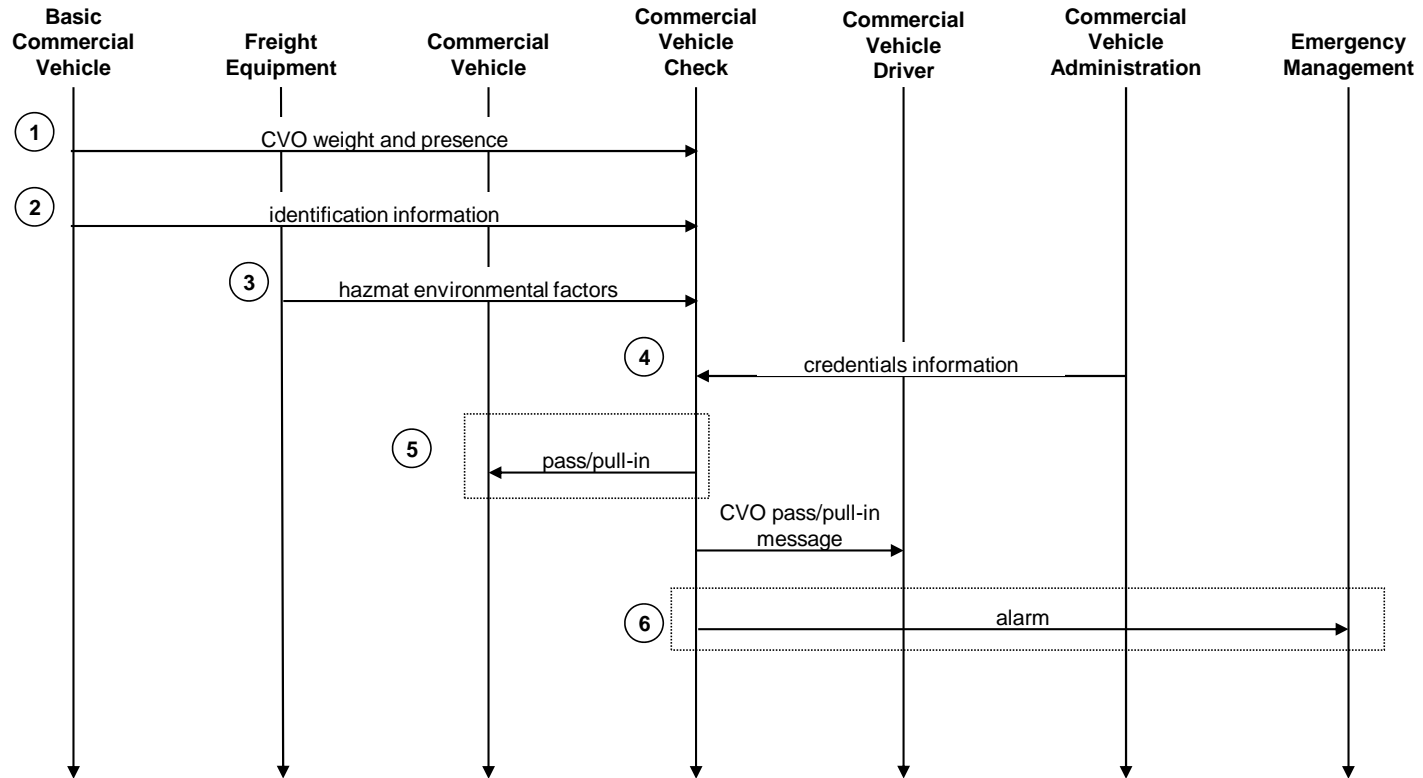 Basic
Commercial
Vehicle
Freight
Equipment
Commercial
Vehicle
Commercial
Vehicle
Check
Commercial
Vehicle
Driver
Commercial
Vehicle
Administration
Emergency
Management
1
CVO weight and presence
2
identification information
3
hazmat environmental factors
4
credentials information
5
pass/pull-in
CVO pass/pull-in
message
6
alarm